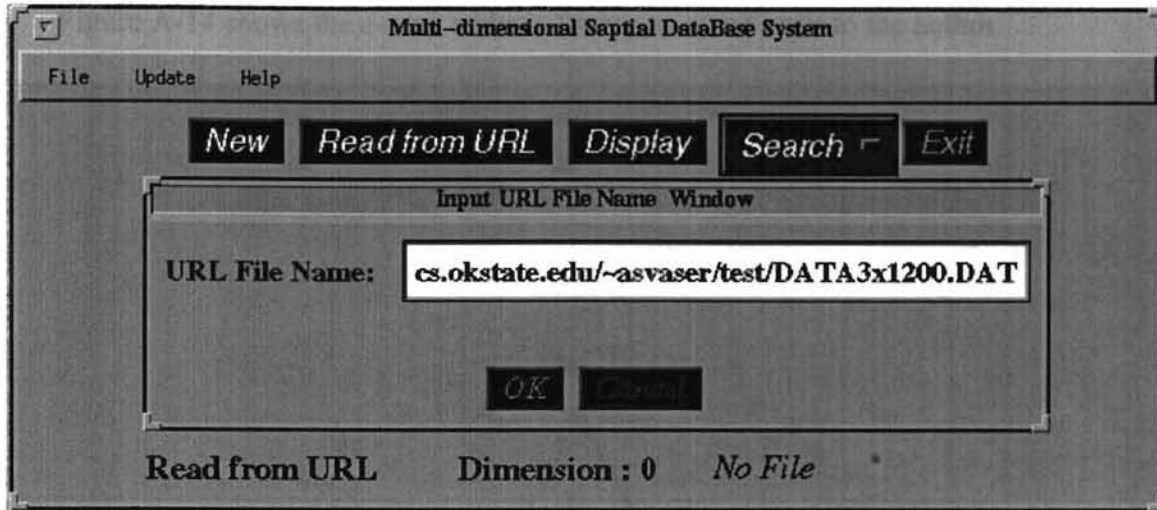 Multi-dimensional Saptial DataBase System
File Update Help
New Read from URL Display Search Exit
Input URL File Name Window
URL File Name: cs.okstate.edu/~asvaser/test/DATA3x1200.DAT
OK Cancel
Read from URL Dimension : 0 No File